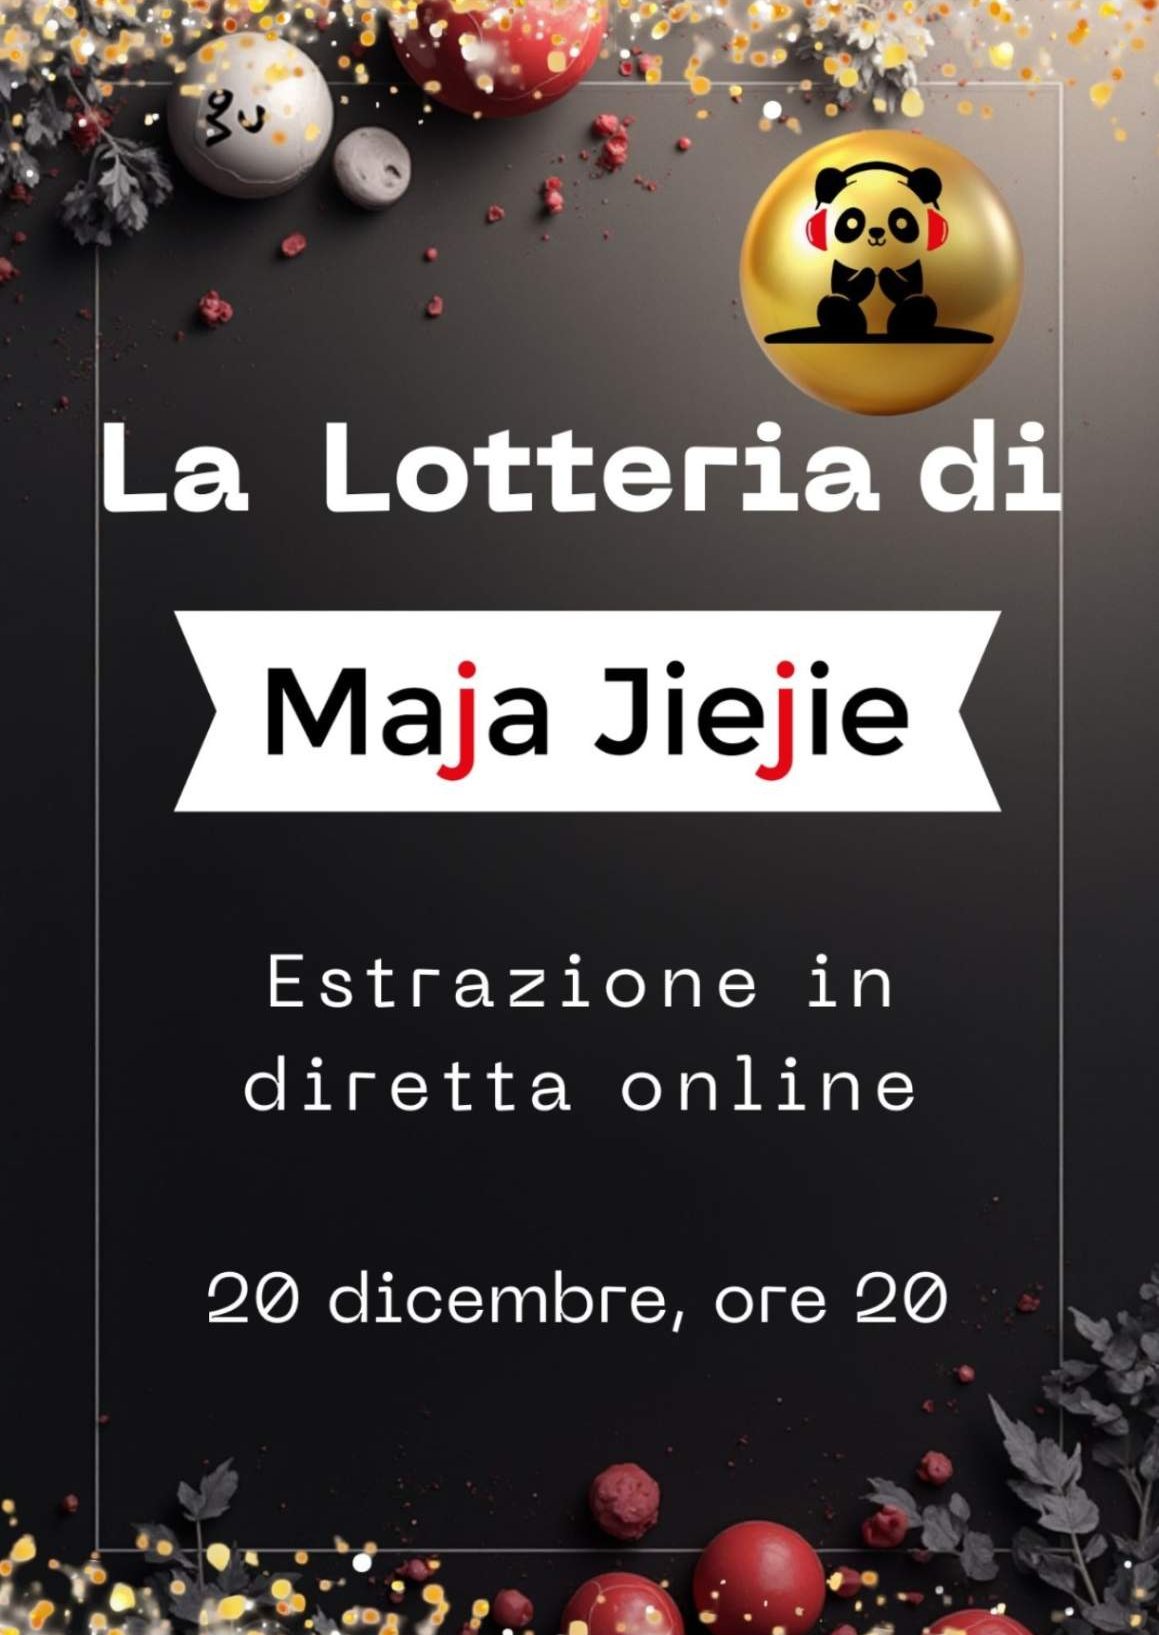 La Lotteria di
Maja Jiejie
Estrazione in
diretta online
20 dicembre, ore 20